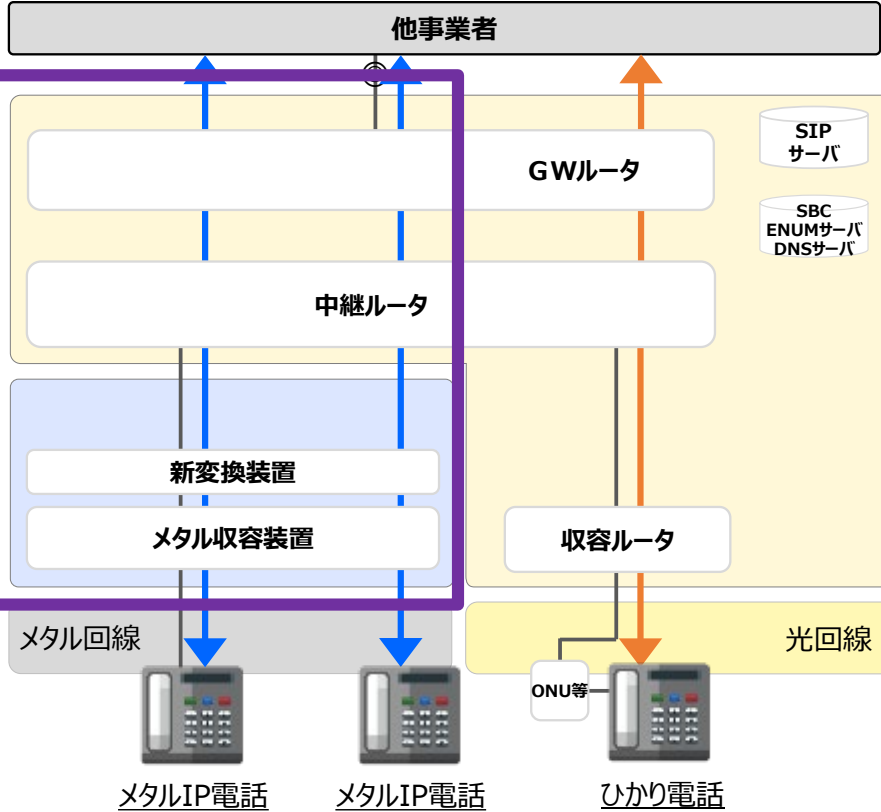 他事業者
SIP
サーバ
GWルータ
SBC
ENUMサーバ
DNSサーバ
中継ルータ
新変換装置
メタル収容装置
収容ルータ
メタル回線
光回線
ONU等
メタルIP電話
メタルIP電話
ひかり電話